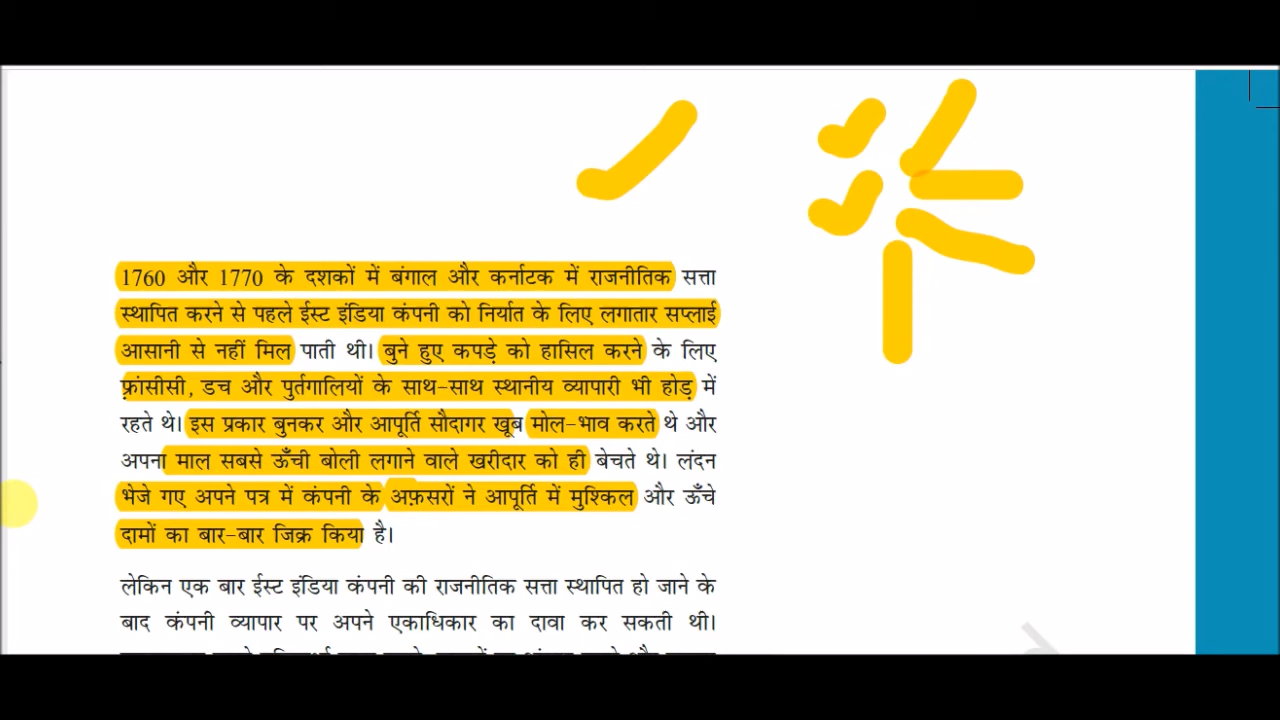 1760 और 1770 के दशकों में बंगाल और कर्नाटक में राजनीतिक सत्ता
स्थापित करने से पहले ईस्ट इंडिया कंपनी को निर्यात के लिए लगातार सप्लाई
आसानी से नहीं मिल पाती थी। बुने हुए कपड़े को हासिल करने के लिए
फ़्रांसीसी, डच और पुर्तगालियों के साथ-साथ स्थानीय व्यापारी भी होड़ में
रहते थे। इस प्रकार बुनकर और आपूर्ति सौदागर खूब मोल-भाव करते थे और
अपना माल सबसे ऊँची बोली लगाने वाले खरीदार को ही बेचते थे। लंदन
भेजे गए अपने पत्र में कंपनी के अफ़सरों ने आपूर्ति में मुश्किल और ऊँचे
दामों का बार-बार जिक्र किया है।
लेकिन एक बार ईस्ट इंडिया कंपनी की राजनीतिक सत्ता स्थापित हो जाने के
बाद कंपनी व्यापार पर अपने एकाधिकार का दावा कर सकती थी।